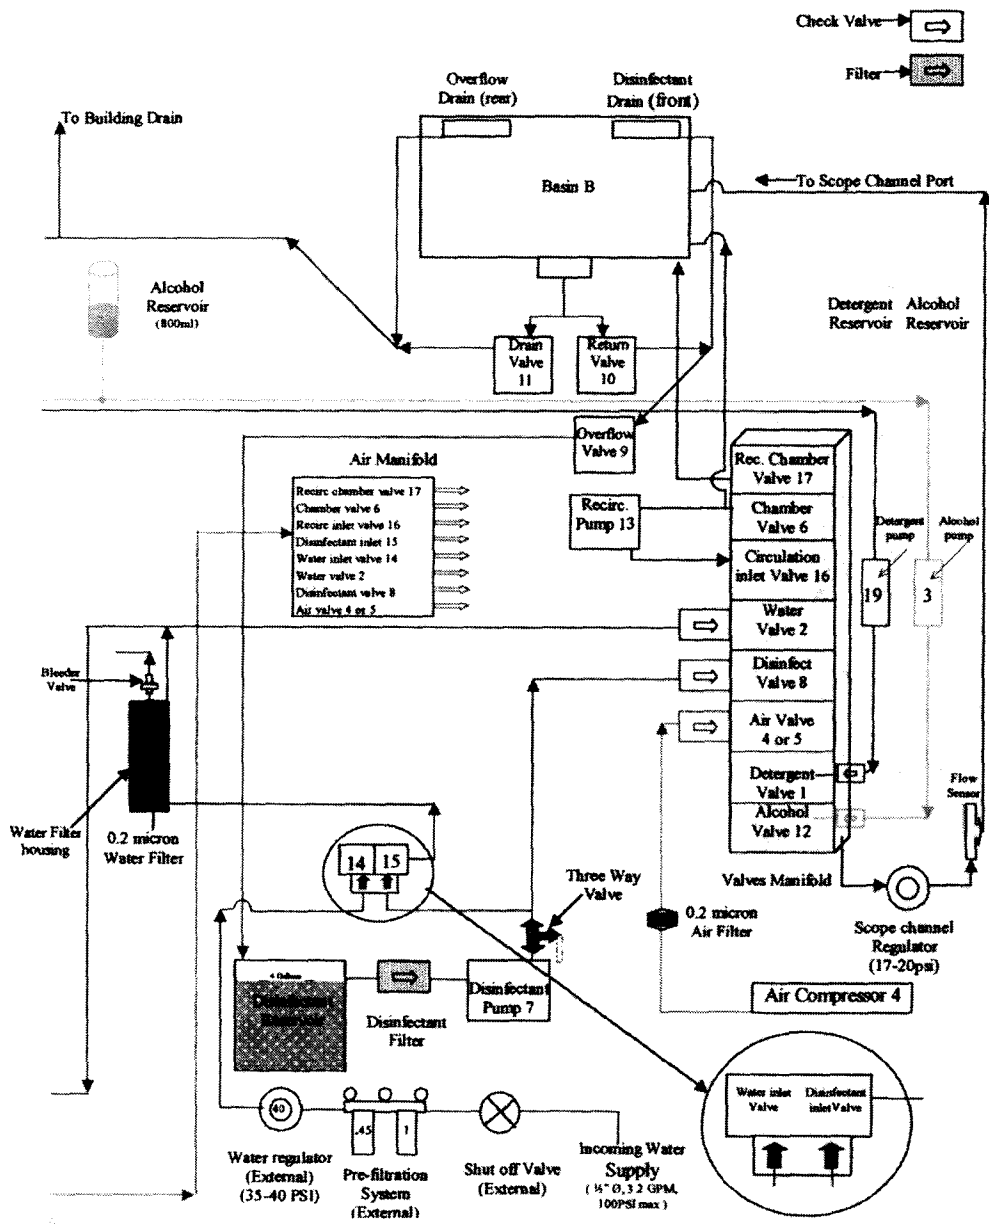 Check Valve
Filter
Overflow
Drain (rear)
Disinfectant
Drain (front)
To Building Drain
Basin B
To Scope Channel Port
Alcohol
Reservoir
(800ml)
Detergent
Reservoir
Alcohol
Reservoir
Drain
Valve
11
Return
Valve
10
Overflow
Valve 9
Air Manifold
Recirc chamber valve 17
Chamber valve 6
Recirc inlet valve 16
Disinfectant inlet 15
Water inlet valve 14
Water valve 2
Disinfectant valve 8
Air valve 4 or 5
Recirc.
Pump 13
Rec. Chamber
Valve 17
Chamber
Valve 6
Circulation
inlet Valve 16
Water
Valve 2
Disinfect
Valve 8
Air Valve
4 or 5
Detergent
Valve 1
Alcohol
Valve 12
Detergent
pump
Alcohol
pump
19
3
Bleeder
Valve
Water Filter
housing
0.2 micron
Water Filter
14
15
Three Way
Valve
Valves Manifold
Flow
Sensor
0.2 micron
Air Filter
Scope channel
Regulator
(17-20psi)
Disinfectant
Reservoir
Disinfectant
Filter
Disinfectant
Pump 7
Air Compressor 4
40
.45
1
Water regulator
(External)
(35-40 PSI)
Pre-filtration
System
(External)
Shut off Valve
(External)
Incoming Water
Supply
( ½" Ø, 3.2 GPM,
100PSI max )
Water inlet
Valve
Disinfectant
inlet Valve